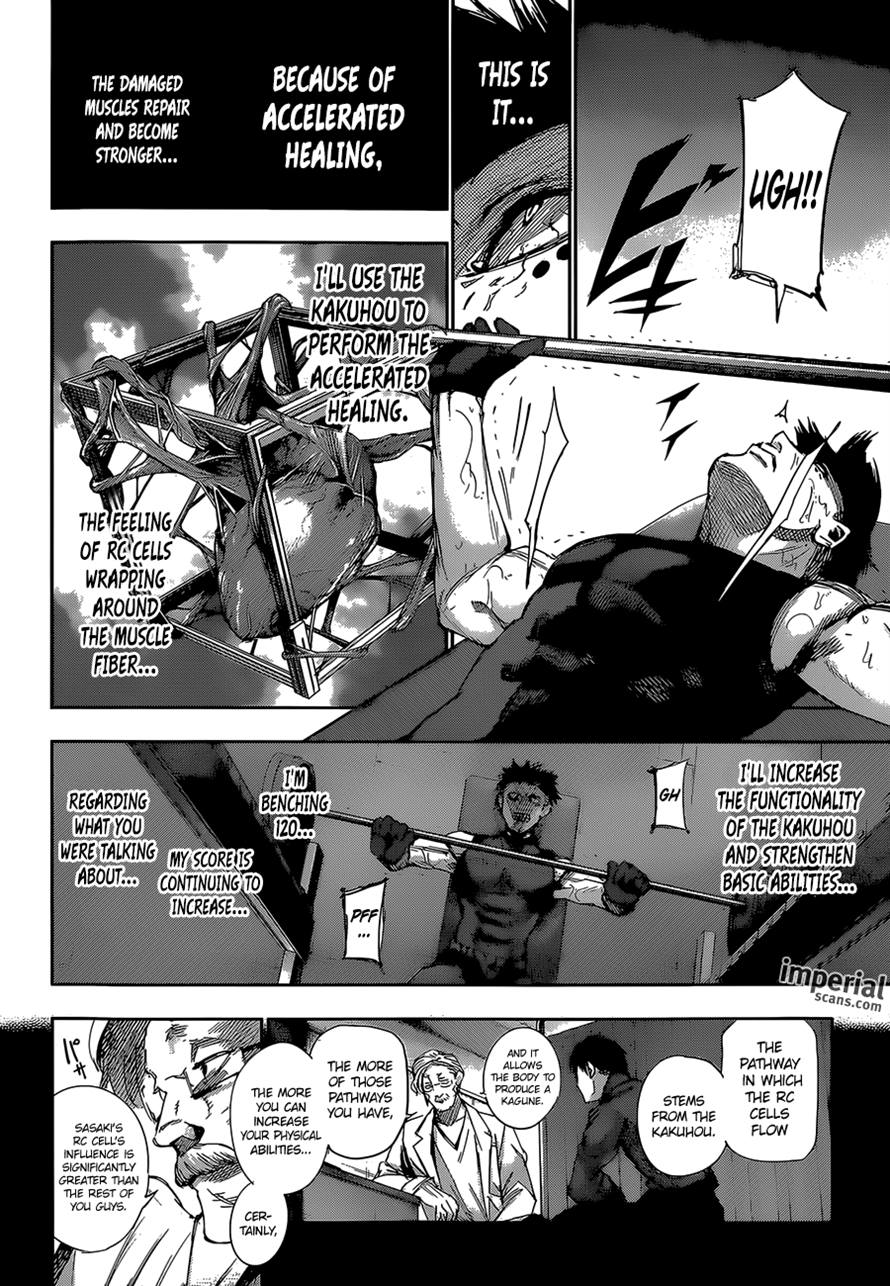 UGH!!
ビッ
THIS IS
IT...
BECAUSE OF
ACCELERATED
HEALING,
THE DAMAGED
MUSCLES REPAIR
AND BECOME
STRONGER...
I'LL USE THE
KAKUHOU TO
PERFORM THE
ACCELERATED
HEALING.
THE FEELING
OF RC CELLS
WRAPPING
AROUND
THE MUSCLE
FIBER...
I'LL INCREASE
THE FUNCTIONALITY
OF THE KAKUHOU
AND STRENGTHEN
BASIC ABILITIES...
GH
I'M
BENCHING
120...
PFF
...
MY SCORE IS
CONTINUING TO
INCREASE...
REGARDING
WHAT YOU
WERE TALKING
ABOUT...
imperial
scans.com
THE
PATHWAY
IN WHICH
THE RC
CELLS
FLOW
STEMS
FROM THE
KAKUHOU.
AND IT
ALLOWS
THE BODY TO
PRODUCE A
KAGUNE.
THE MORE
OF THOSE
PATHWAYS
YOU HAVE,
THE MORE
YOU CAN
INCREASE
YOUR PHYSICAL
ABILITIES...
CER-
TAINLY,
SASAKI'S
RC CELL'S
INFLUENCE IS
SIGNIFICANTLY
GREATER THAN
THE REST OF
YOU GUYS.